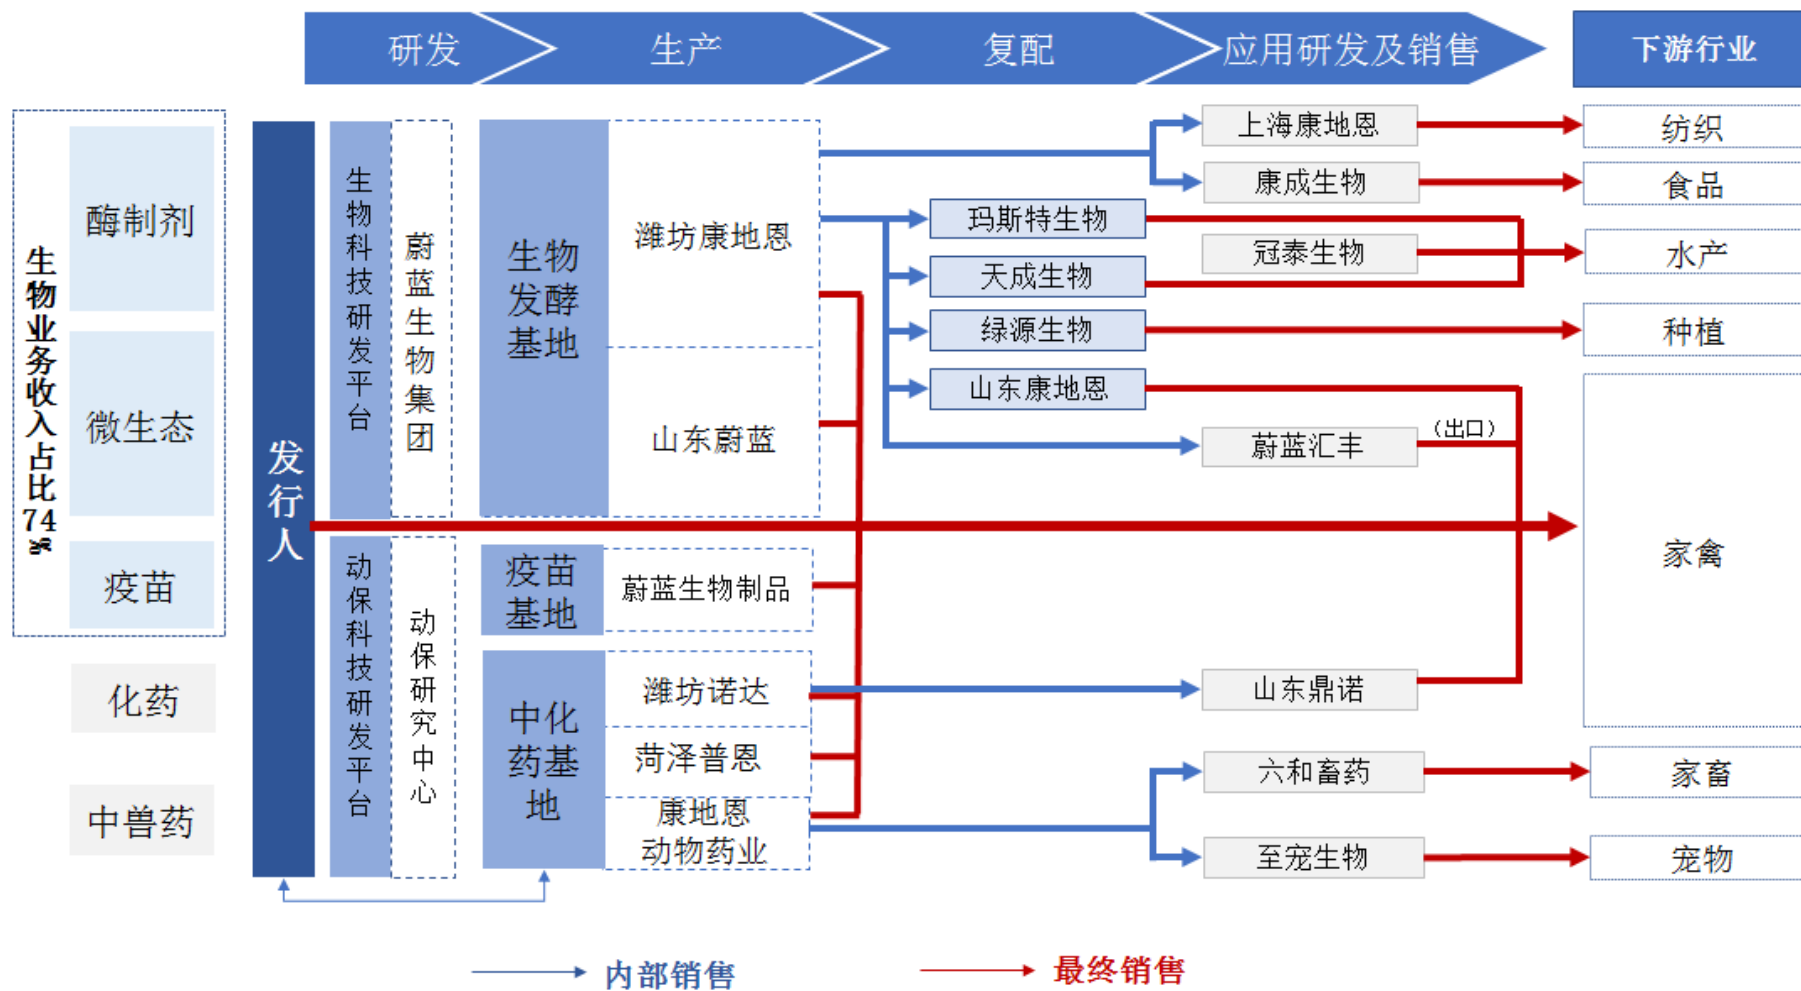 研发
生产
复配
应用研发及销售
下游行业
生物业务收入占比74%
酶制剂
微生态
疫苗
化药
中兽药
发行人
生物科技研发平台
蔚蓝生物集团
动保科技研发平台
动保研究中心
生物
发酵
基地
潍坊康地恩
山东蔚蓝
疫苗
基地
蔚蓝生物制品
中化
药基
地
潍坊诺达
菏泽普恩
康地恩
动物药业
玛斯特生物
天成生物
绿源生物
山东康地恩
上海康地恩
康成生物
冠泰生物
蔚蓝汇丰
（出口）
山东鼎诺
六和畜药
至宠生物
纺织
食品
水产
种植
家禽
家畜
宠物
内部销售
最终销售